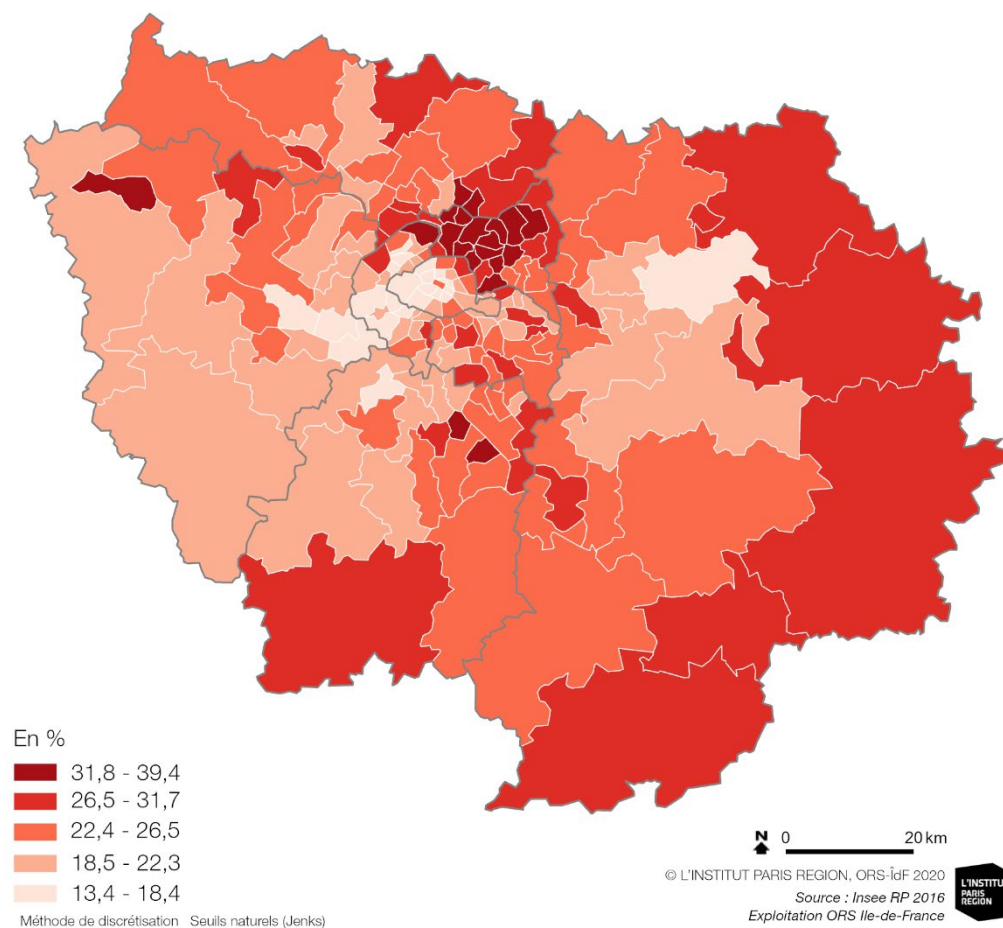 En %
31,8 - 39,4
26,5 - 31,7
22,4 - 26,5
18,5 - 22,3
13,4 - 18,4
Méthode de discrétisation Seuils naturels (Jenks)
N 0 20 km
© L'INSTITUT PARIS REGION, ORS-ÎdF 2020
Source : Insee RP 2016
Exploitation ORS Ile-de-France
L'INSTITUT
PARIS
REGION